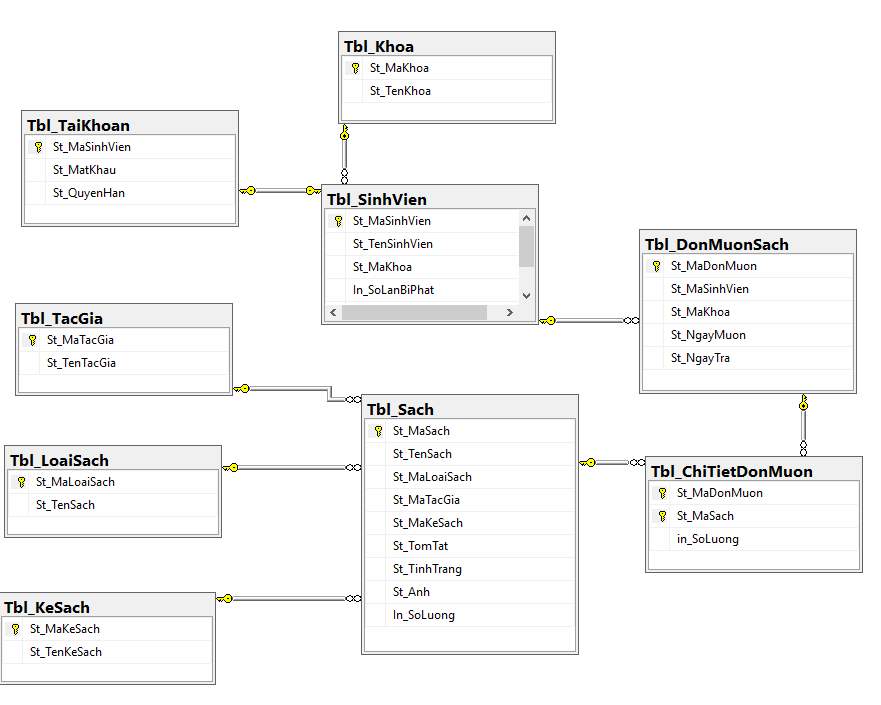 Tbl_Khoa
St_MaKhoa
St_TenKhoa
Tbl_TaiKhoan
St_MaSinhVien
St_MatKhau
St_QuyenHan
Tbl_SinhVien
St_MaSinhVien
St_TenSinhVien
St_MaKhoa
In_SoLanBiPhat
Tbl_DonMuonSach
St_MaDonMuon
St_MaSinhVien
St_MaKhoa
St_NgayMuon
St_NgayTra
Tbl_TacGia
St_MaTacGia
St_TenTacGia
Tbl_Sach
St_MaSach
St_TenSach
St_MaLoaiSach
St_MaTacGia
St_MaKeSach
St_TomTat
St_TinhTrang
St_Anh
In_SoLuong
Tbl_LoaiSach
St_MaLoaiSach
St_TenSach
Tbl_ChiTietDonMuon
St_MaDonMuon
St_MaSach
in_SoLuong
Tbl_KeSach
St_MaKeSach
St_TenKeSach